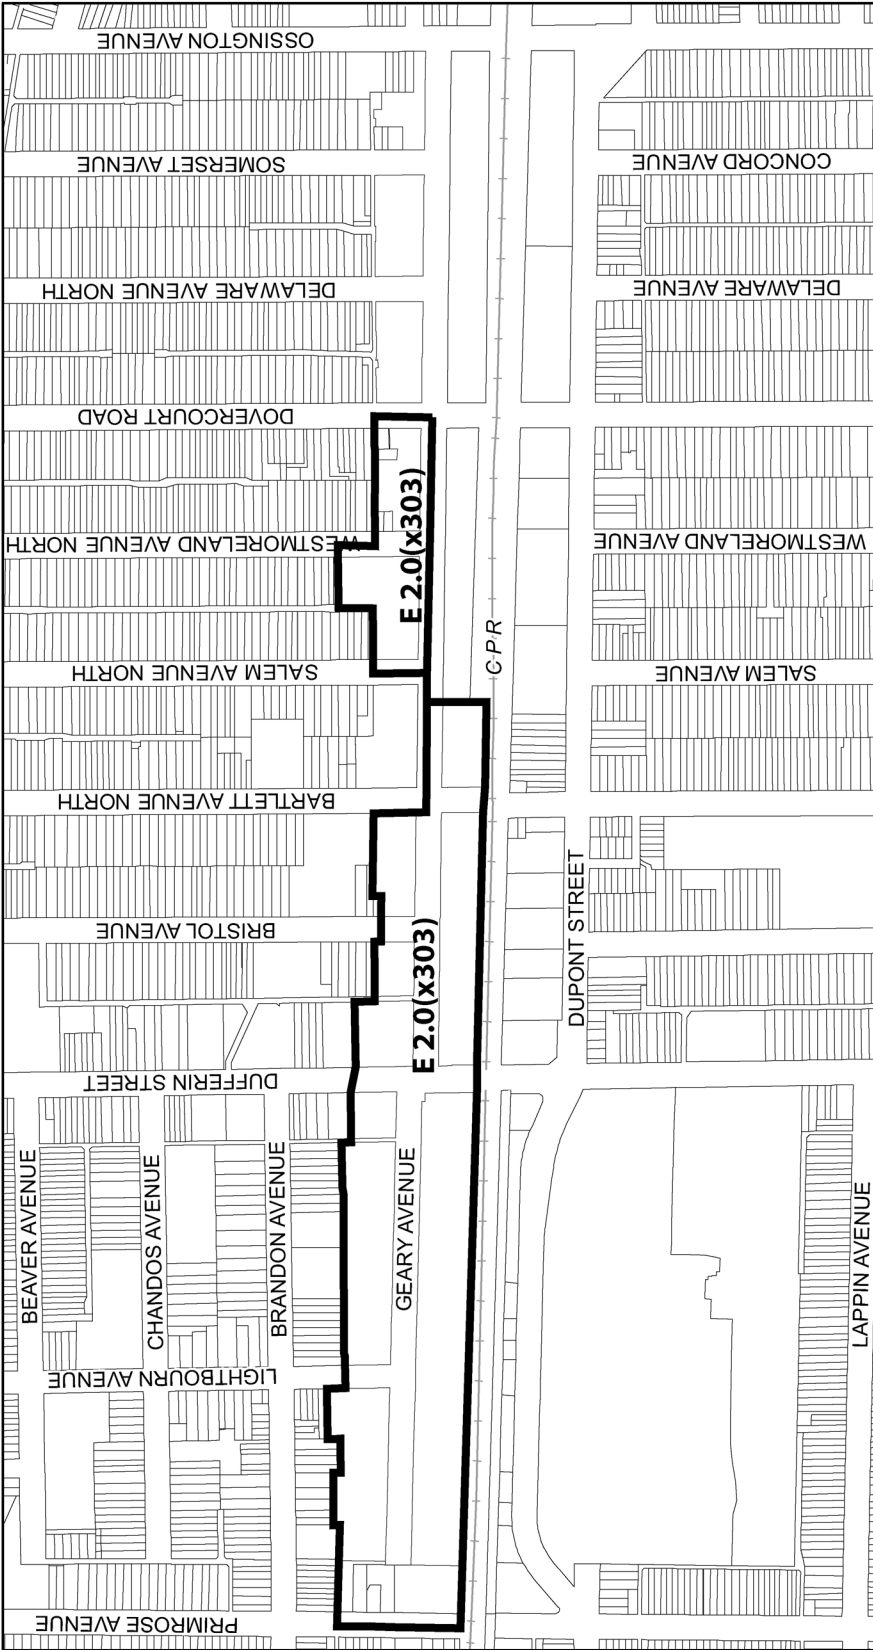 OSSINGTON AVENUE
SOMERSET AVENUE
CONCORD AVENUE
DELAWARE AVENUE NORTH
DELAWARE AVENUE
DOVERCOURT ROAD
WESTMORELAND AVENUE NORTH
WESTMORELAND AVENUE
E 2.0(x303)
C P R
SALEM AVENUE NORTH
SALEM AVENUE
BARTLETT AVENUE NORTH
BRISTOL AVENUE
E 2.0(x303)
DUPONT STREET
DUFFERIN STREET
BEAVER AVENUE
CHANDOS AVENUE
BRANDON AVENUE
GEARY AVENUE
LAPPIN AVENUE
LIGHTBOURN AVENUE
PRIMROSE AVENUE